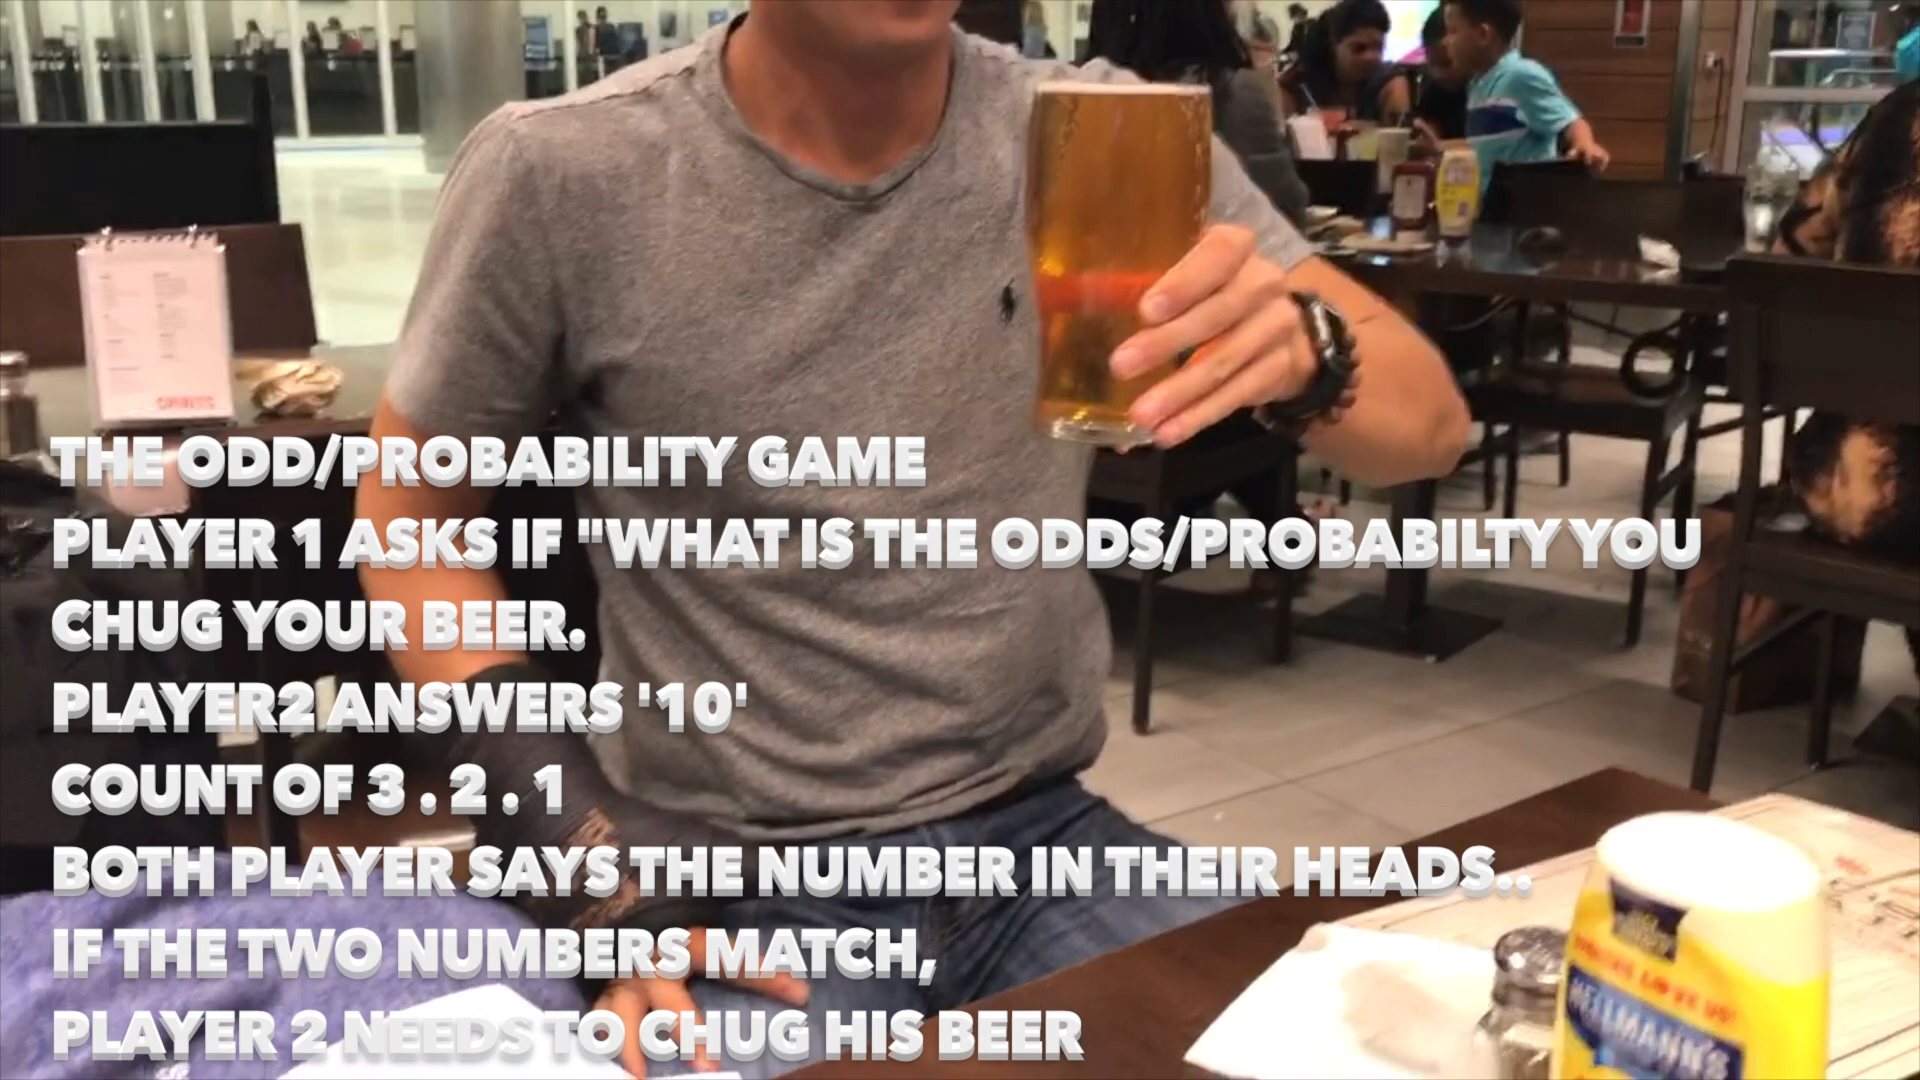 SPIRITS
THE ODD/PROBABILITY GAME
PLAYER 1 ASKS IF "WHAT IS THE ODDS/PROBABILTY YOU
CHUG YOUR BEER.
PLAYER2 ANSWERS '10'
COUNT OF 3 . 2 . 1
BOTH PLAYER SAYS THE NUMBER IN THEIR HEADS..
IF THE TWO NUMBERS MATCH,
PLAYER 2 NEEDS TO CHUG HIS BEER
HELLMANN'S